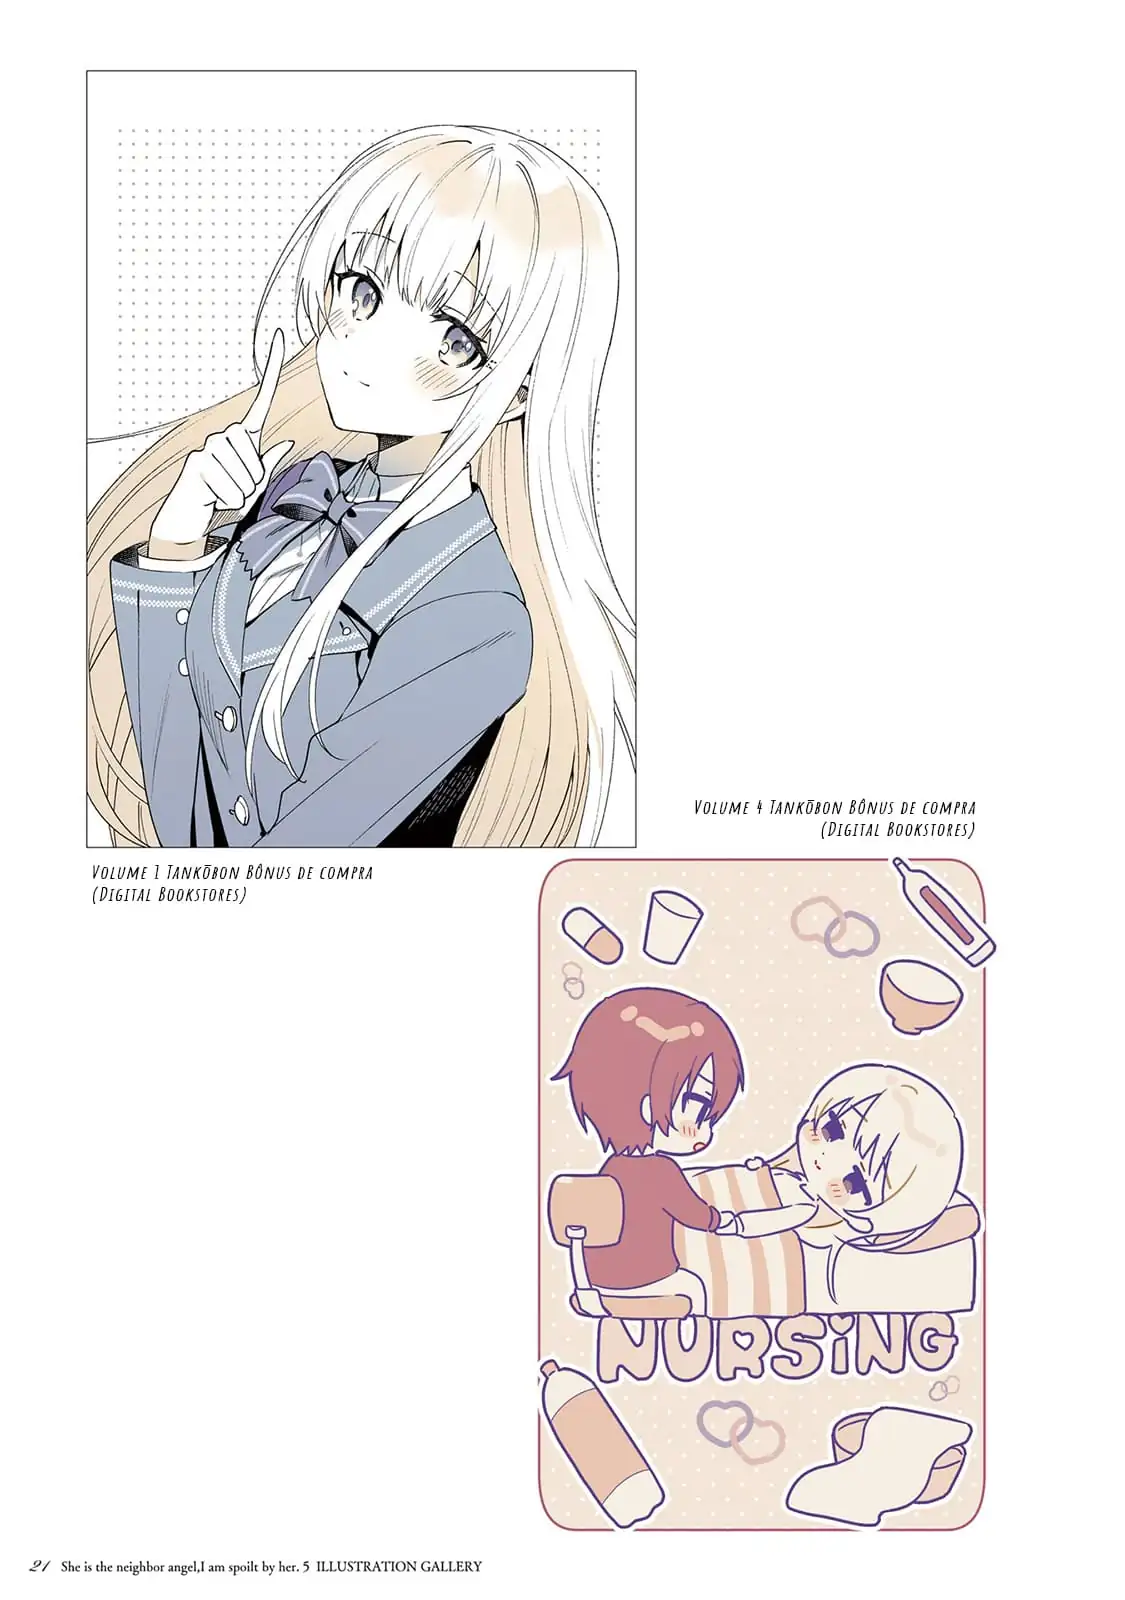 Volume 1 Tankōbon Bônus de compra
(Digital Bookstores)
Volume 4 Tankōbon Bônus de compra
(Digital Bookstores)
NURSiNG
21 She is the neighbor angel,I am spoilt by her. 5 ILLUSTRATION GALLERY